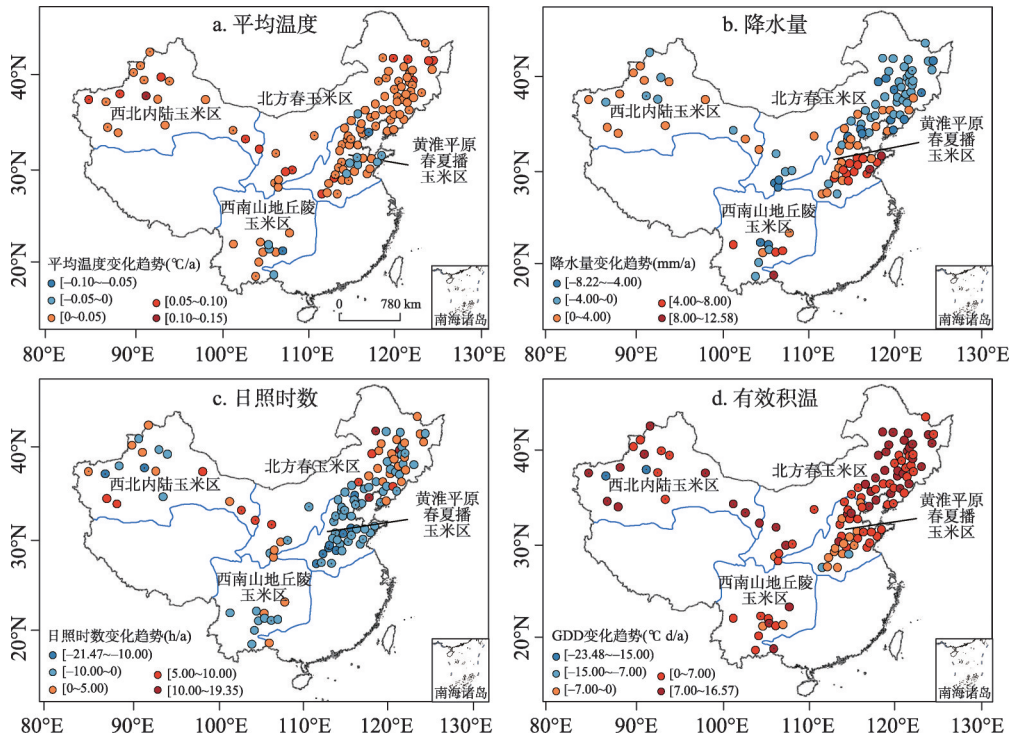 a. 平均温度
40°N
30°N
20°N
北方春玉米区
西北内陆玉米区
黄淮平原
春夏播
玉米区
西南山地丘陵
玉米区
平均温度变化趋势(℃/a)
[−0.10~−0.05)
[−0.05~0)
[0~0.05)
[0.05~0.10)
[0.10~0.15)
0 780 km
南海诸岛
80°E 90°E 100°E 110°E 120°E 130°E
b. 降水量
40°N
30°N
20°N
北方春玉米区
西北内陆玉米区
黄淮平原
春夏播
玉米区
西南山地丘陵
玉米区
降水量变化趋势(mm/a)
[−8.22~−4.00)
[−4.00~0)
[0~4.00)
[4.00~8.00)
[8.00~12.58)
南海诸岛
80°E 90°E 100°E 110°E 120°E 130°E
c. 日照时数
40°N
30°N
20°N
北方春玉米区
西北内陆玉米区
黄淮平原
春夏播
玉米区
西南山地丘陵
玉米区
日照时数变化趋势(h/a)
[−21.47~−10.00)
[−10.00~0)
[0~5.00)
[5.00~10.00)
[10.00~19.35)
南海诸岛
80°E 90°E 100°E 110°E 120°E 130°E
d. 有效积温
40°N
30°N
20°N
北方春玉米区
西北内陆玉米区
黄淮平原
春夏播
玉米区
西南山地丘陵
玉米区
GDD变化趋势(℃ d/a)
[−23.48~−15.00)
[−15.00~−7.00)
[−7.00~0)
[0~7.00)
[7.00~16.57)
南海诸岛
80°E 90°E 100°E 110°E 120°E 130°E